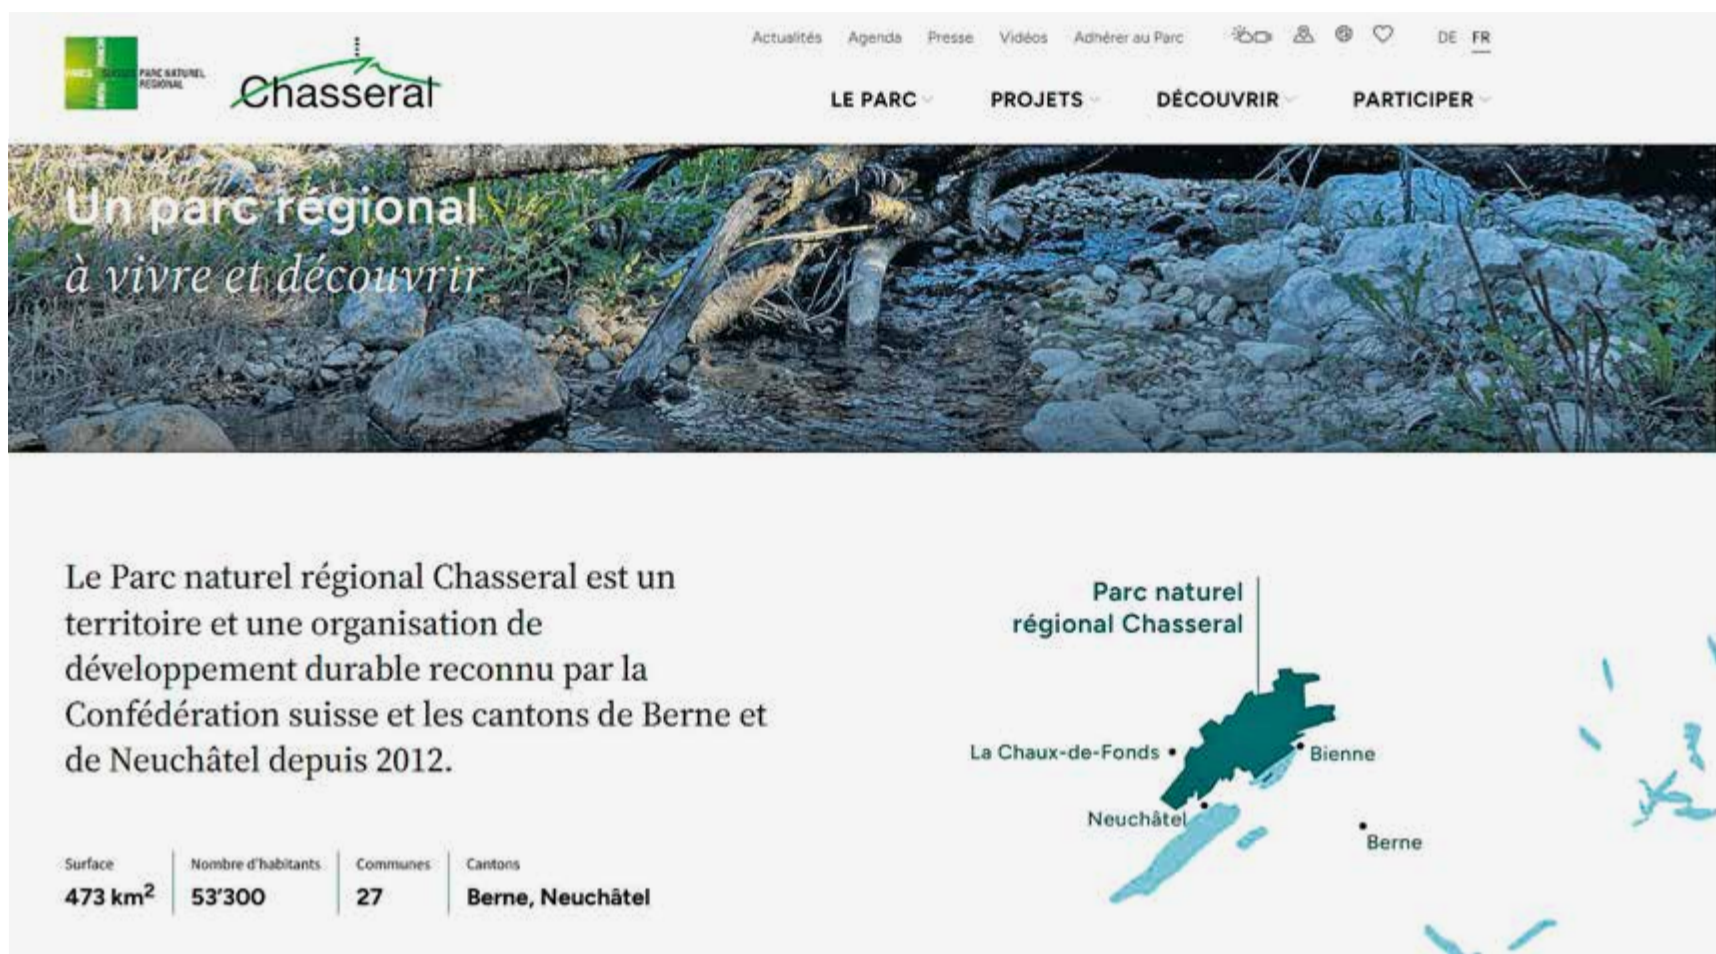 PARC NATUREL
RÉGIONAL
Chasseral
Actualités Agenda Presse Vidéos Adhérer au Parc DE FR
LE PARC PROJETS DÉCOUVRIR PARTICIPER
Un parc régional
à vivre et découvrir
Le Parc naturel régional Chasseral est un
territoire et une organisation de
développement durable reconnu par la
Confédération suisse et les cantons de Berne et
de Neuchâtel depuis 2012.
Surface Nombre d'habitants Communes Cantons
473 km² 53'300 27 Berne, Neuchâtel
Parc naturel
régional Chasseral
La Chaux-de-Fonds
Bienne
Neuchâtel
Berne